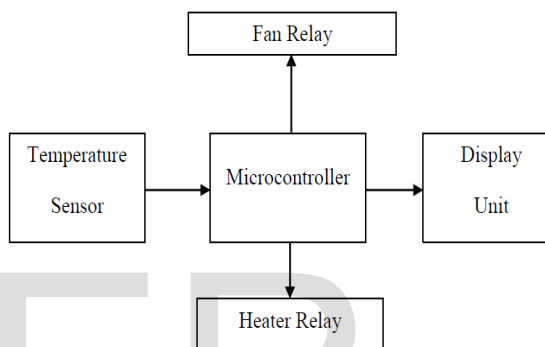 Fan Relay
Temperature
Sensor
Microcontroller
Display
Unit
Heater Relay